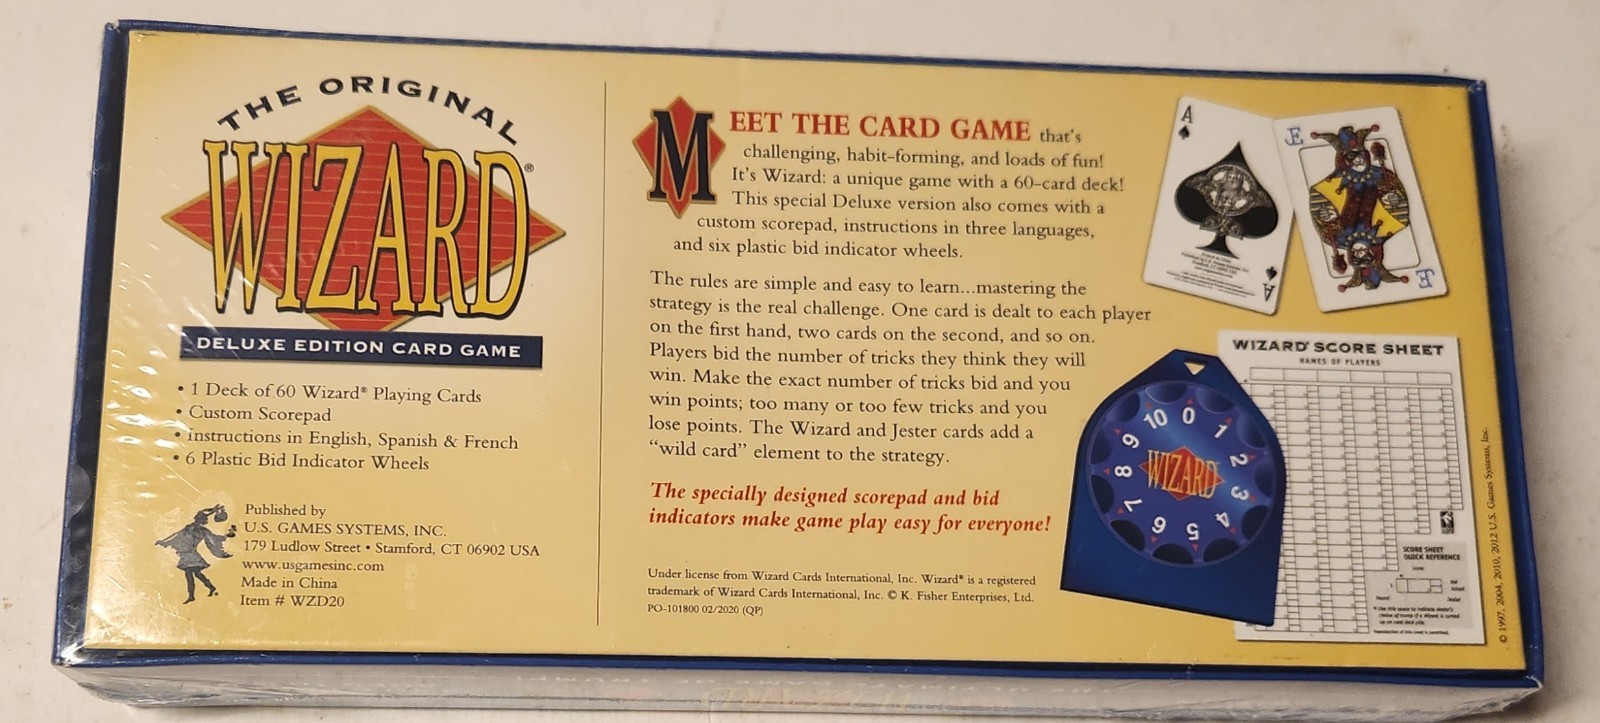 THE ORIGINAL
WIZARD®
DELUXE EDITION CARD GAME
• 1 Deck of 60 Wizard® Playing Cards
• Custom Scorepad
• Instructions in English, Spanish & French
• 6 Plastic Bid Indicator Wheels
Published by
U.S. GAMES SYSTEMS, INC.
179 Ludlow Street • Stamford, CT 06902 USA
www.usgamesinc.com
Made in China
Item # WZD20
MEET THE CARD GAME that's
challenging, habit-forming, and loads of fun!
It's Wizard: a unique game with a 60-card deck!
This special Deluxe version also comes with a
custom scorepad, instructions in three languages,
and six plastic bid indicator wheels.
The rules are simple and easy to learn...mastering the
strategy is the real challenge. One card is dealt to each player
on the first hand, two cards on the second, and so on.
Players bid the number of tricks they think they will
win. Make the exact number of tricks bid and you
win points; too many or too few tricks and you
lose points. The Wizard and Jester cards add a
“wild card” element to the strategy.
The specially designed scorepad and bid
indicators make game play easy for everyone!
Under license from Wizard Cards International, Inc. Wizard® is a registered
trademark of Wizard Cards International, Inc. © K. Fisher Enterprises, Ltd.
PO-101800 02/2020 (QP)
A
A
E
E
WIZARD® SCORE SHEET
NAMES OF PLAYERS
0
1
2
3
4
5
6
7
8
9
10
WIZARD
SCORE SHEET
QUICK REFERENCE
© 1997, 2004, 2010, 2012 U.S. Games Systems, Inc.